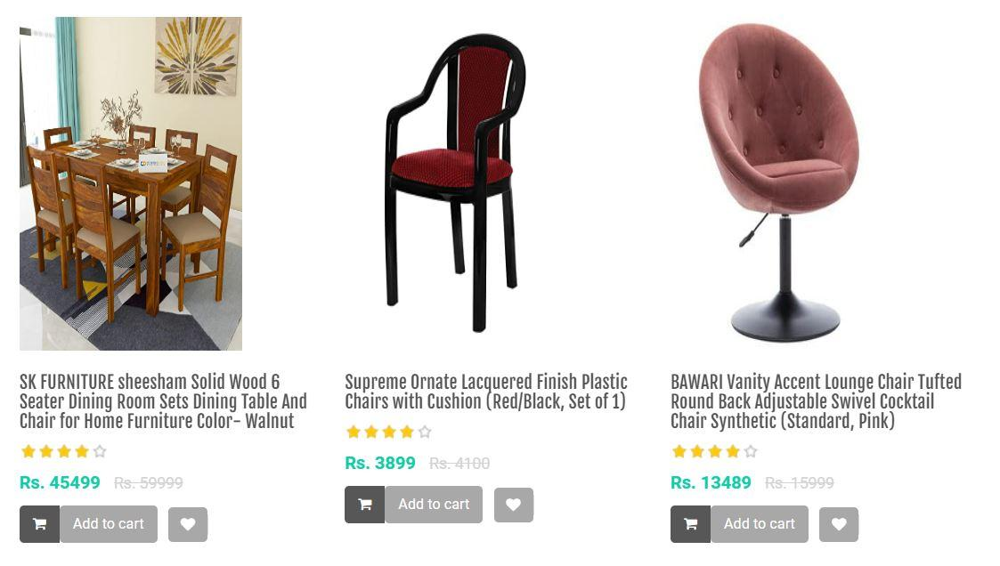 SK FURNITURE sheesham Solid Wood 6
Seater Dining Room Sets Dining Table And
Chair for Home Furniture Color- Walnut
Rs. 45499 Rs. 59999
Add to cart
Supreme Ornate Lacquered Finish Plastic
Chairs with Cushion (Red/Black, Set of 1)
Rs. 3899 Rs. 4100
Add to cart
BAWARI Vanity Accent Lounge Chair Tufted
Round Back Adjustable Swivel Cocktail
Chair Synthetic (Standard, Pink)
Rs. 13489 Rs. 15999
Add to cart